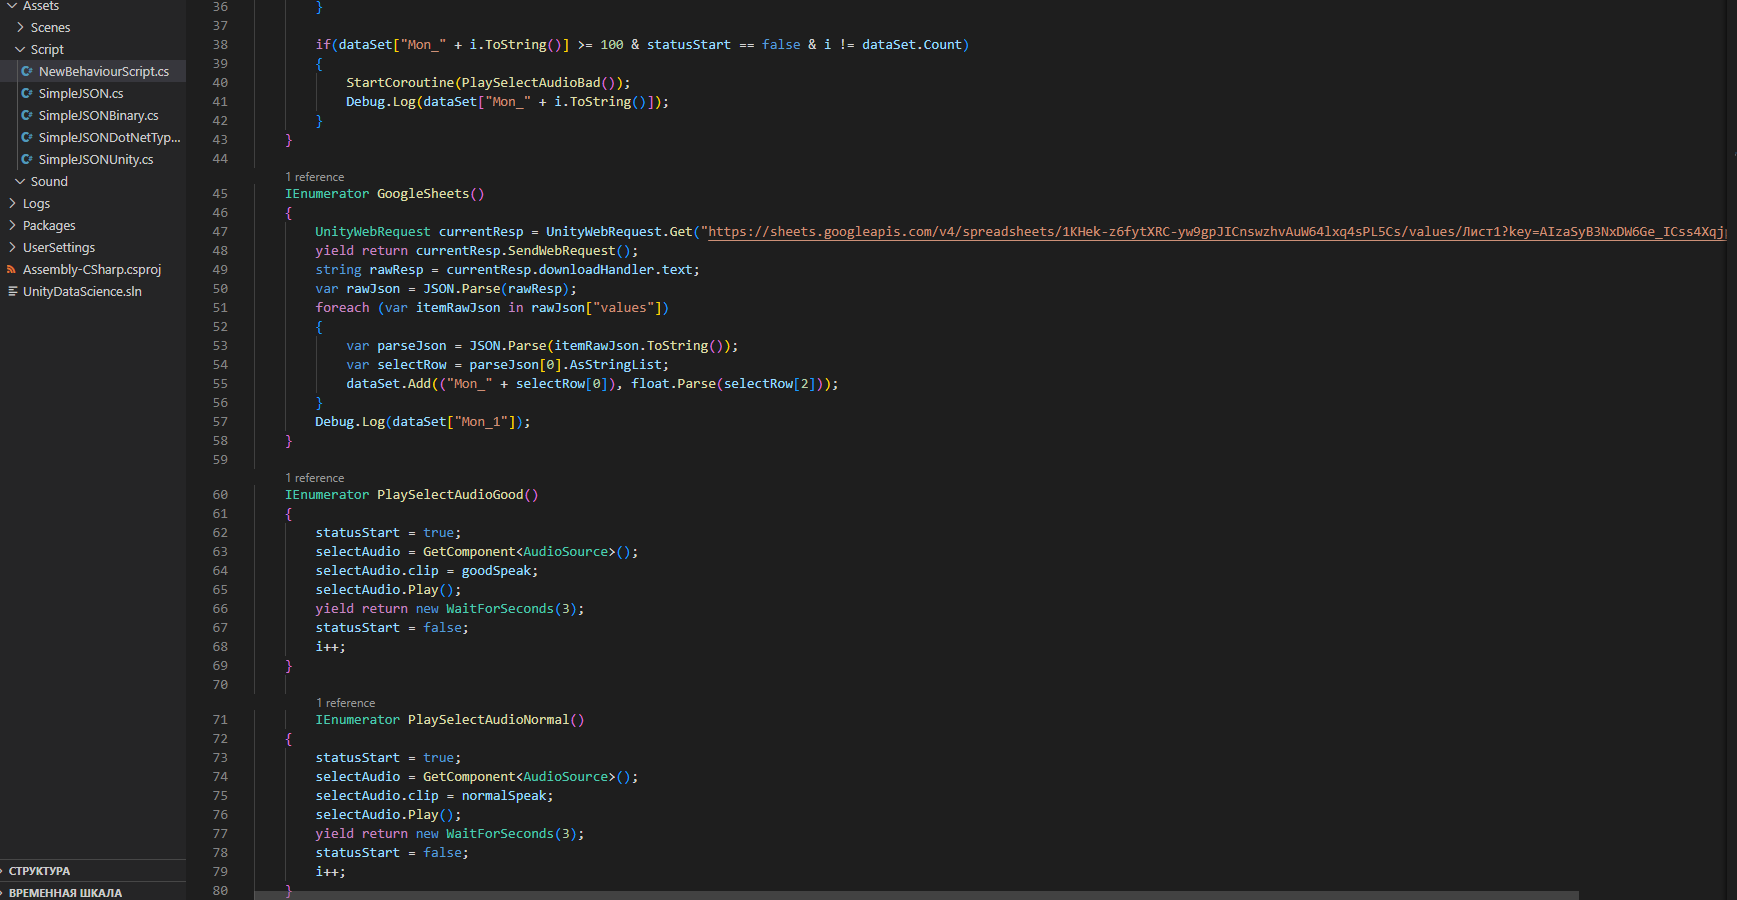 Assets
Scenes
Script
NewBehaviourScript.cs
SimpleJSON.cs
SimpleJSONBinary.cs
SimpleJSONDotNetTyp...
SimpleJSONUnity.cs
Sound
Logs
Packages
UserSettings
Assembly-CSharp.csproj
UnityDataScience.sln
СТРУКТУРА
ВРЕМЕННАЯ ШКАЛА
36 }
37
38 if(dataSet["Mon_" + i.ToString()] >= 100 & statusStart == false & i != dataSet.Count)
39 {
40 StartCoroutine(PlaySelectAudioBad());
41 Debug.Log(dataSet["Mon_" + i.ToString()]);
42 }
43 }
44
1 reference
45 IEnumerator GoogleSheets()
46 {
47 UnityWebRequest currentResp = UnityWebRequest.Get("https://sheets.googleapis.com/v4/spreadsheets/1KHek-z6fytXRC-yw9gpJICnswzhvAuW64lxq4sPL5Cs/values/Лист1?key=AIzaSyB3NxDW6Ge_ICss4Xqj
48 yield return currentResp.SendWebRequest();
49 string rawResp = currentResp.downloadHandler.text;
50 var rawJson = JSON.Parse(rawResp);
51 foreach (var itemRawJson in rawJson["values"])
52 {
53 var parseJson = JSON.Parse(itemRawJson.ToString());
54 var selectRow = parseJson[0].AsStringList;
55 dataSet.Add(("Mon_" + selectRow[0]), float.Parse(selectRow[2]));
56 }
57 Debug.Log(dataSet["Mon_1"]);
58 }
59
1 reference
60 IEnumerator PlaySelectAudioGood()
61 {
62 statusStart = true;
63 selectAudio = GetComponent<AudioSource>();
64 selectAudio.clip = goodSpeak;
65 selectAudio.Play();
66 yield return new WaitForSeconds(3);
67 statusStart = false;
68 i++;
69 }
70
1 reference
71 IEnumerator PlaySelectAudioNormal()
72 {
73 statusStart = true;
74 selectAudio = GetComponent<AudioSource>();
75 selectAudio.clip = normalSpeak;
76 selectAudio.Play();
77 yield return new WaitForSeconds(3);
78 statusStart = false;
79 i++;
80 }